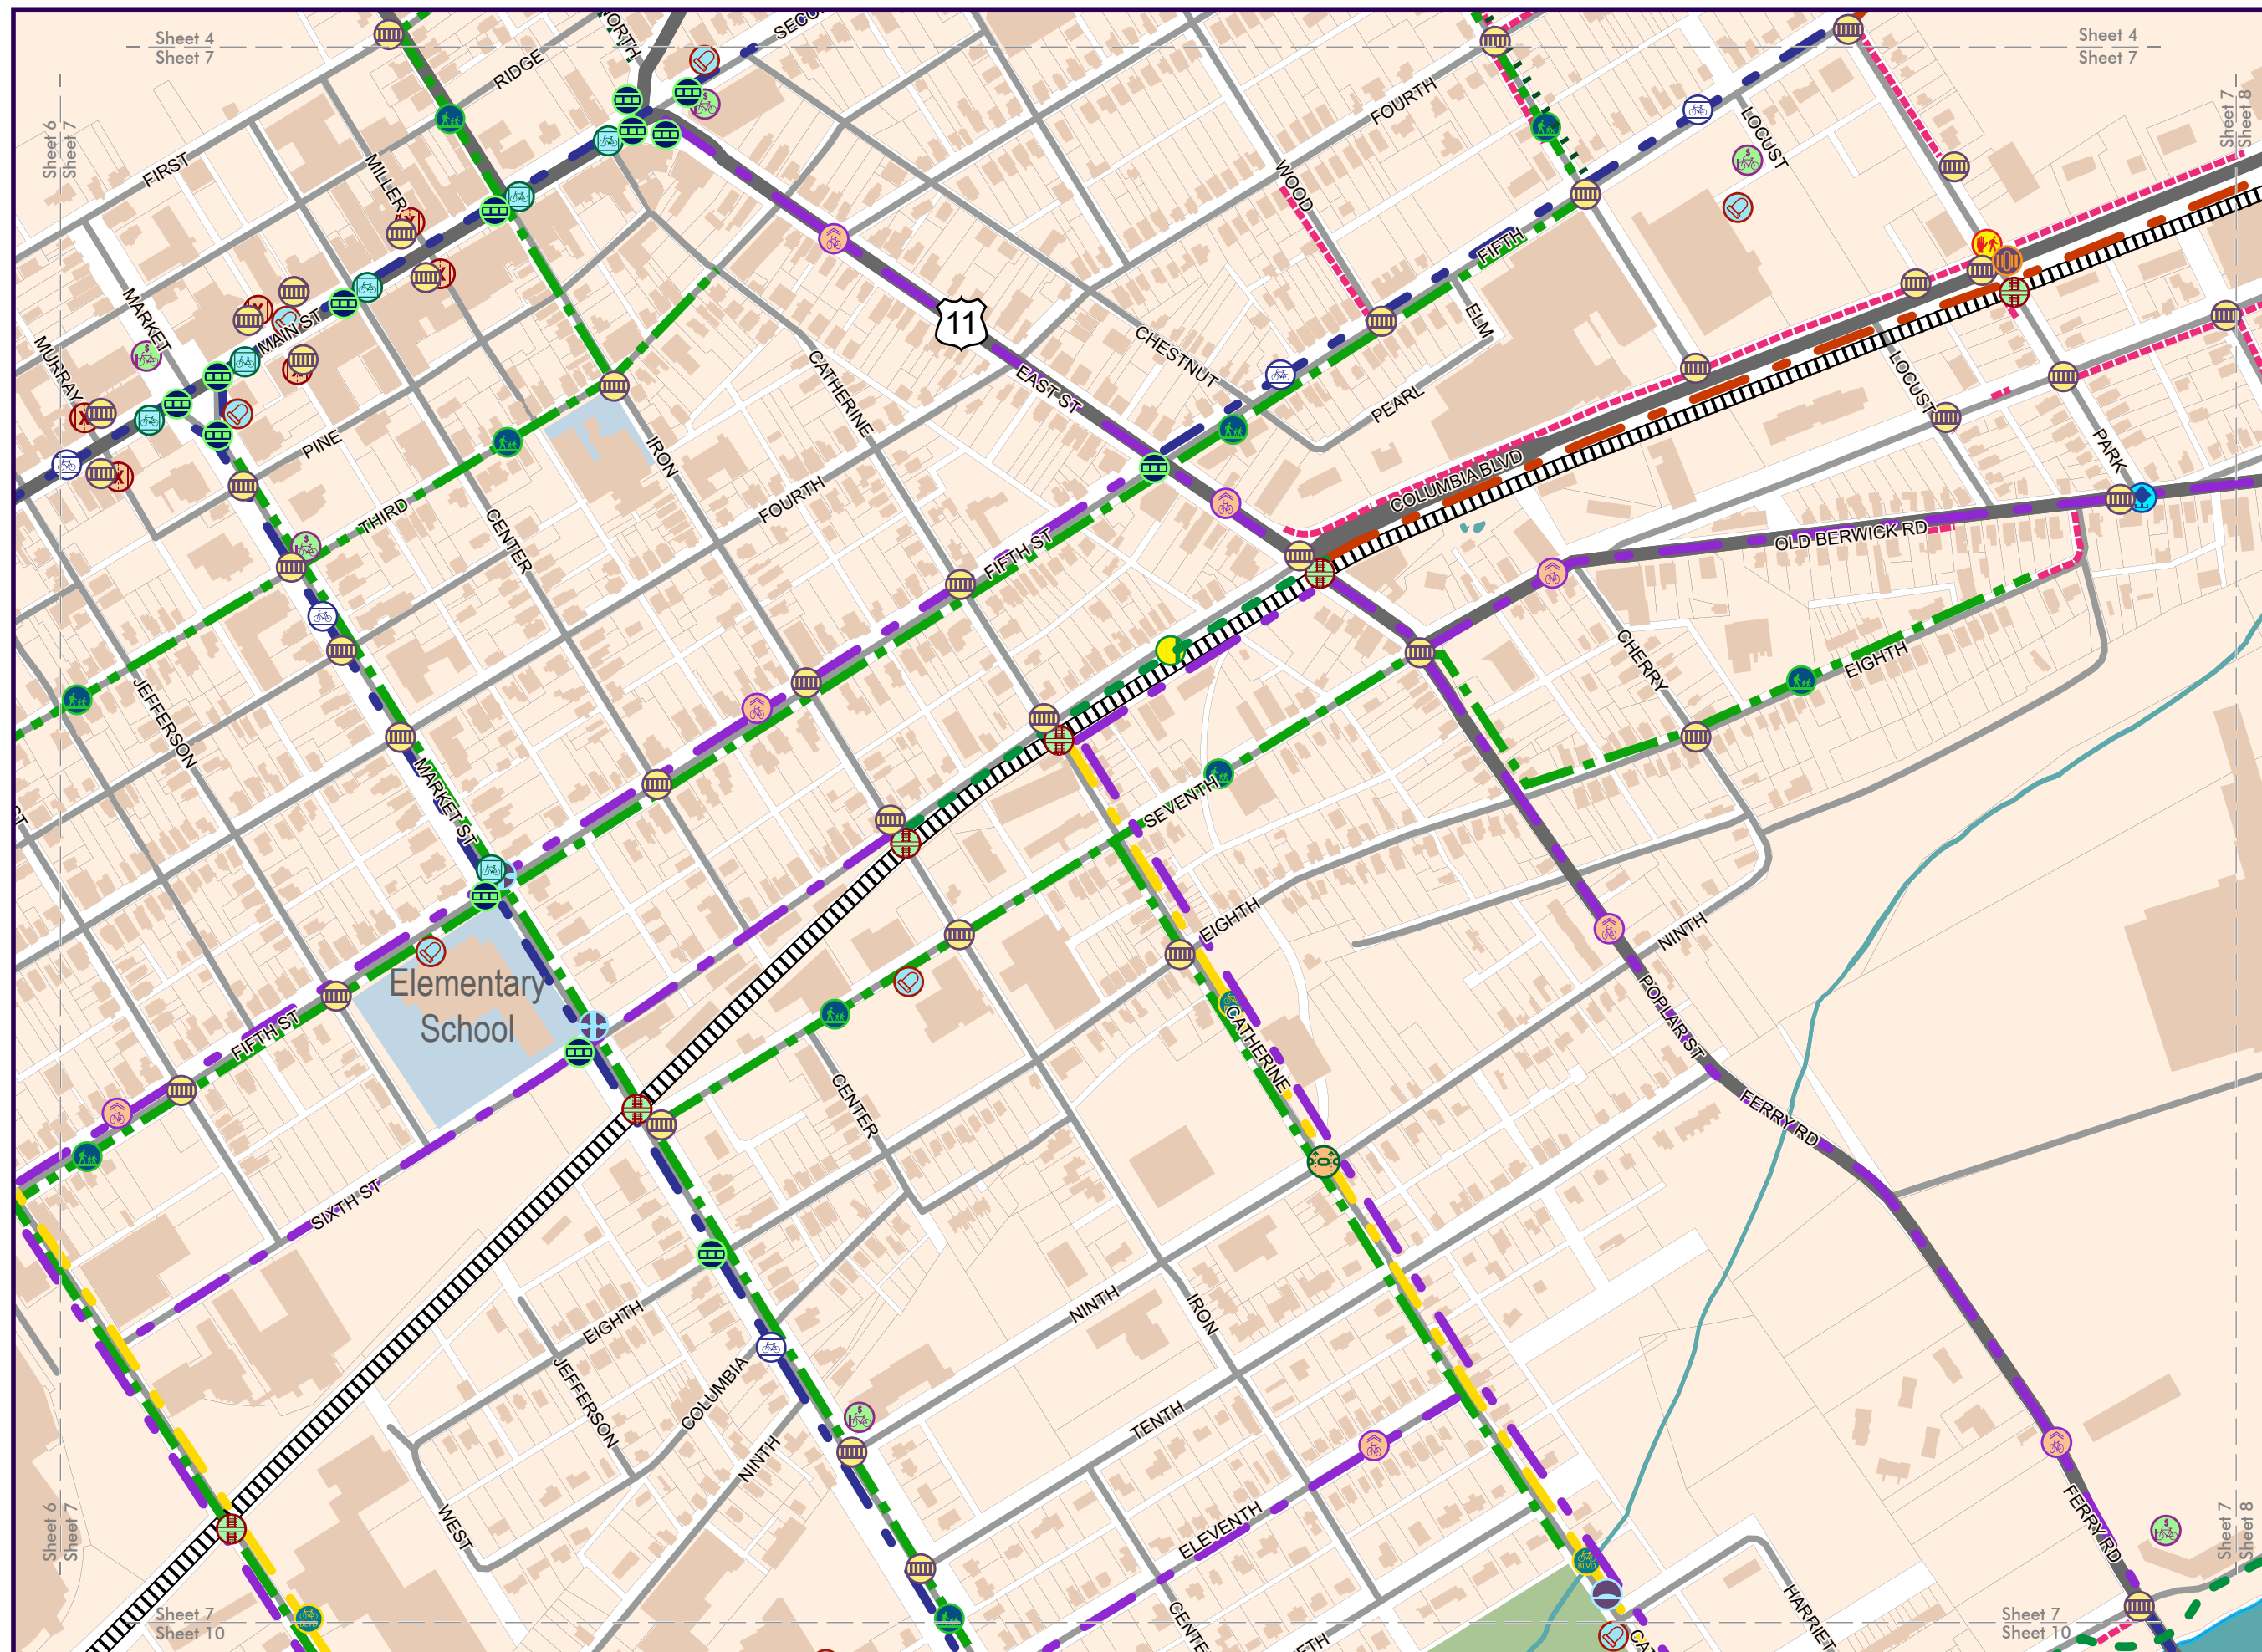 Sheet 4
Sheet 7
Sheet 4
Sheet 7
Sheet 6
Sheet 7
Sheet 7
Sheet 8
NORTH
RIDGE
FIRST
MILLER
MARKET
MURRAY
MAIN ST
PINE
THIRD
IRON
CENTER
CATHERINE
FOURTH
FOURTH
WOOD
LOCUST
FIFTH
ELM
CHESTNUT
PEARL
11
EAST ST
COLUMBIA BLVD
LOCUST
PARK
OLD BERWICK RD
FIFTH ST
JEFFERSON
MARKET ST
CHERRY
EIGHTH
SEVENTH
EIGHTH
NINTH
POPLAR ST
FERRY RD
CATHERINE
Elementary
School
FIFTH ST
SIXTH ST
CENTER
EIGHTH
JEFFERSON
COLUMBIA
NINTH
WEST
NINTH
IRON
TENTH
ELEVENTH
HARRIET
FERRY RD
BLVD
BLVD
Sheet 6
Sheet 7
Sheet 7
Sheet 8
Sheet 7
Sheet 10
Sheet 7
Sheet 10